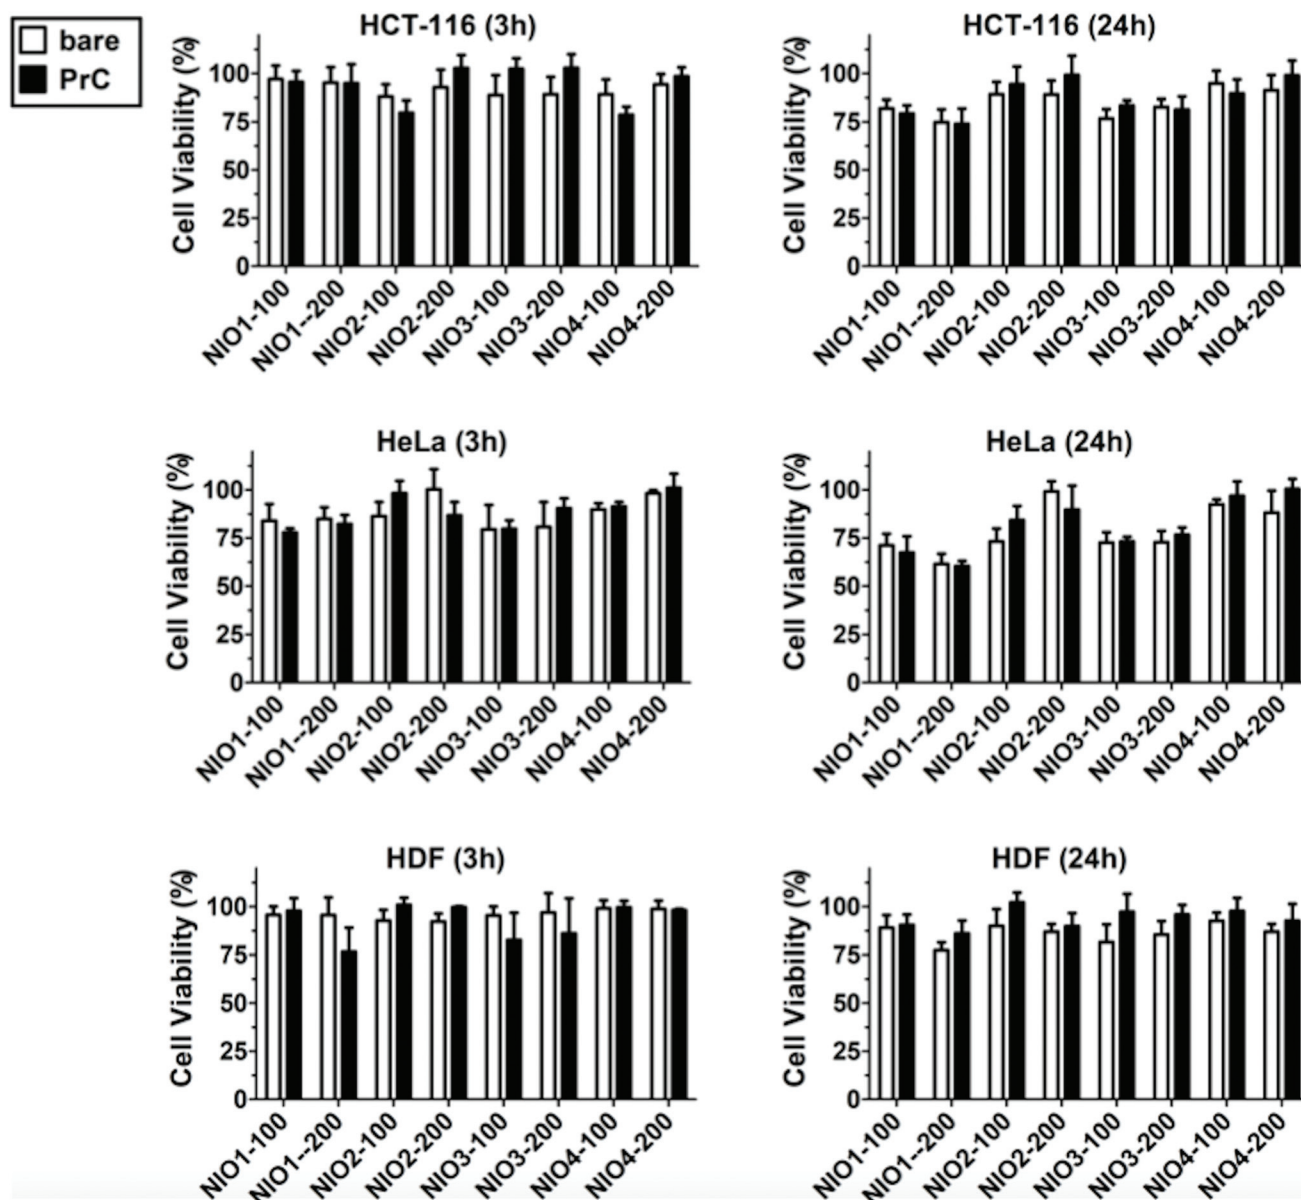 bare
PrC
HCT-116 (3h)
Cell Viability (%)
100
75
50
25
0
NIO1-100
NIO1--200
NIO2-100
NIO2-200
NIO3-100
NIO3-200
NIO4-100
NIO4-200
HCT-116 (24h)
Cell Viability (%)
100
75
50
25
0
NIO1-100
NIO1--200
NIO2-100
NIO2-200
NIO3-100
NIO3-200
NIO4-100
NIO4-200
HeLa (3h)
Cell Viability (%)
100
75
50
25
0
NIO1-100
NIO1--200
NIO2-100
NIO2-200
NIO3-100
NIO3-200
NIO4-100
NIO4-200
HeLa (24h)
Cell Viability (%)
100
75
50
25
0
NIO1-100
NIO1--200
NIO2-100
NIO2-200
NIO3-100
NIO3-200
NIO4-100
NIO4-200
HDF (3h)
Cell Viability (%)
100
75
50
25
0
NIO1-100
NIO1--200
NIO2-100
NIO2-200
NIO3-100
NIO3-200
NIO4-100
NIO4-200
HDF (24h)
Cell Viability (%)
100
75
50
25
0
NIO1-100
NIO1--200
NIO2-100
NIO2-200
NIO3-100
NIO3-200
NIO4-100
NIO4-200